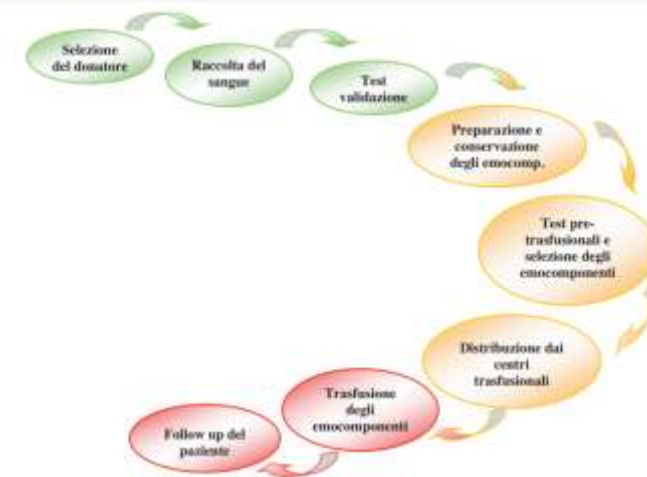 Selezione
del donatore
Raccolta del
sangue
Test
validazione
Preparazione e
conservazione
degli emocomp.
Test pre-
trasfusionali e
selezione degli
emocomponenti
Distribuzione dai
centri
trasfusionali
Trasfusione
degli
emocomponenti
Follow up del
paziente